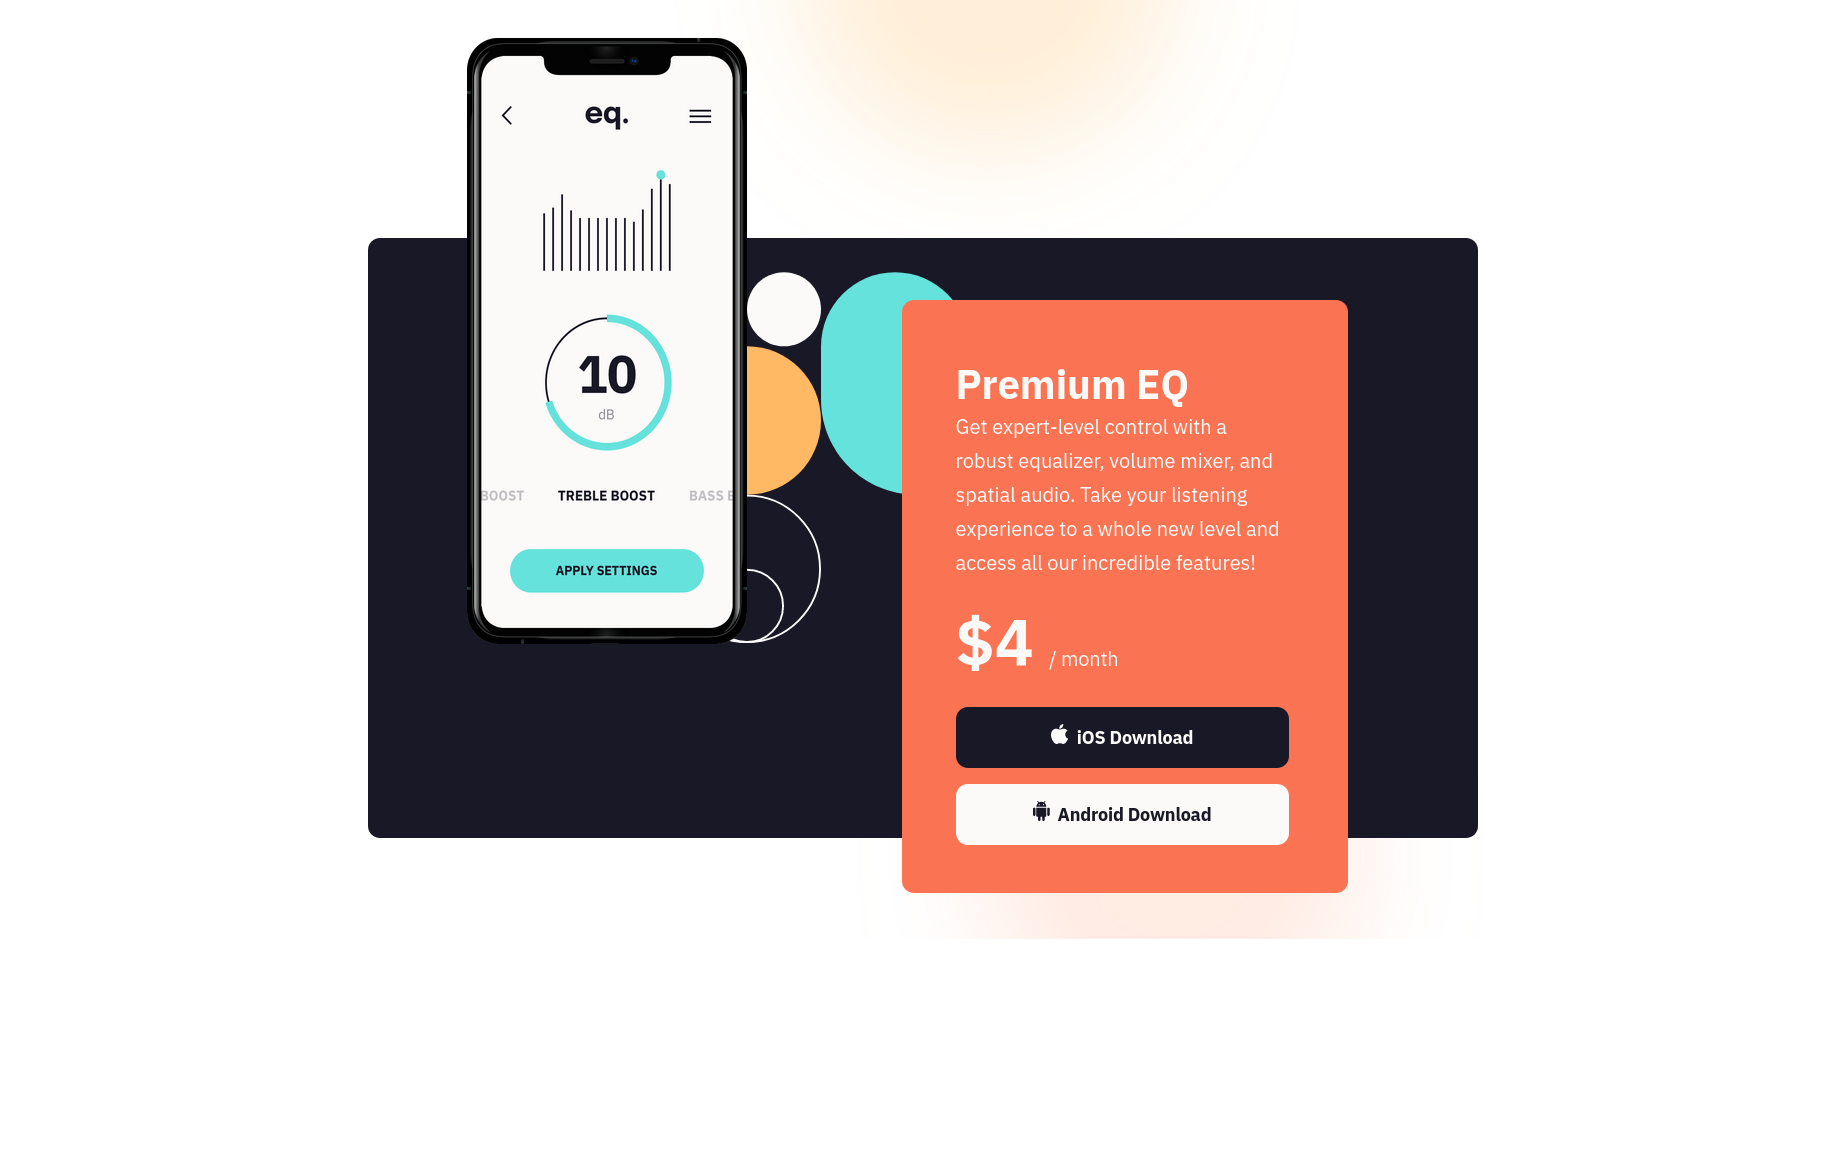 eq.
10
dB
BOOST
TREBLE BOOST
BASS
APPLY SETTINGS
Premium EQ
Get expert-level control with a
robust equalizer, volume mixer, and
spatial audio. Take your listening
experience to a whole new level and
access all our incredible features!
$4 / month
iOS Download
Android Download